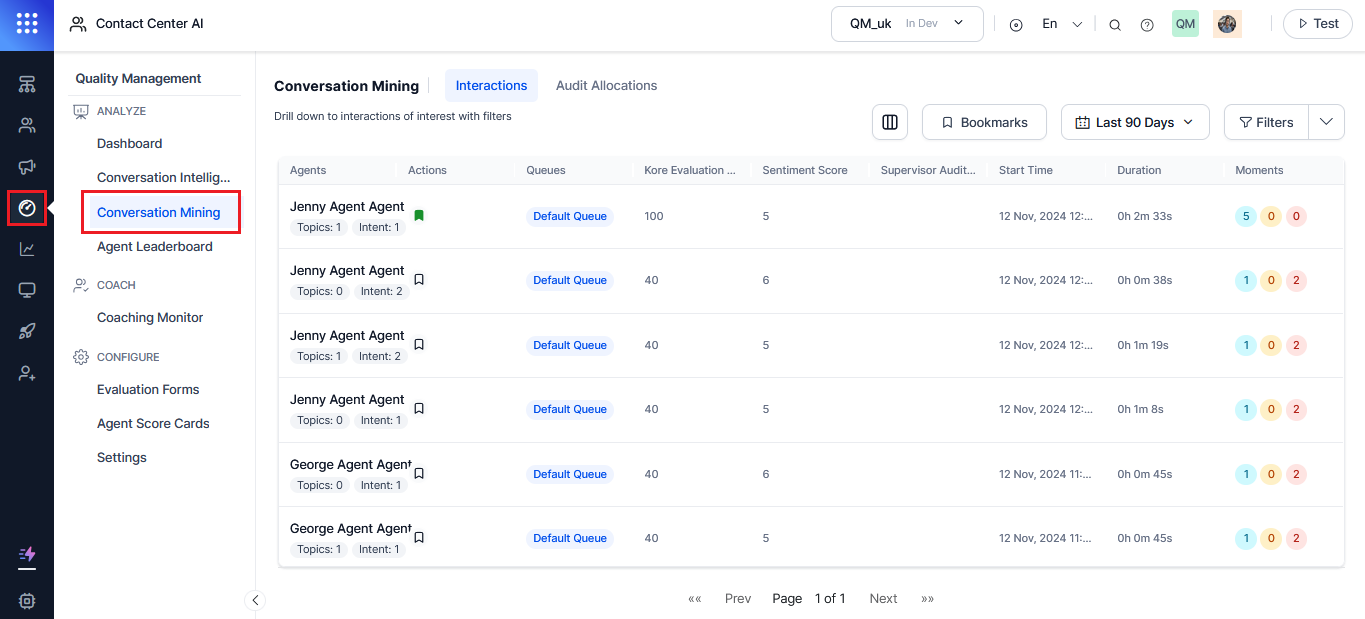 Contact Center AI
QM_uk In Dev
En
QM
Test
Quality Management
ANALYZE
Dashboard
Conversation Intellig...
Conversation Mining
Agent Leaderboard
COACH
Coaching Monitor
CONFIGURE
Evaluation Forms
Agent Score Cards
Settings
Conversation Mining
Interactions
Audit Allocations
Drill down to interactions of interest with filters
Bookmarks
Last 90 Days
Filters
Agents Actions Queues Kore Evaluation ... Sentiment Score Supervisor Audit... Start Time Duration Moments
Jenny Agent Agent
Topics: 1 Intent: 1
Default Queue 100 5 12 Nov, 2024 12:... 0h 2m 33s 5 0 0
Jenny Agent Agent
Topics: 0 Intent: 2
Default Queue 40 6 12 Nov, 2024 12:... 0h 0m 38s 1 0 2
Jenny Agent Agent
Topics: 1 Intent: 2
Default Queue 40 5 12 Nov, 2024 12:... 0h 1m 19s 1 0 2
Jenny Agent Agent
Topics: 0 Intent: 1
Default Queue 40 5 12 Nov, 2024 12:... 0h 1m 8s 1 0 2
George Agent Agent
Topics: 0 Intent: 1
Default Queue 40 6 12 Nov, 2024 11:... 0h 0m 45s 1 0 2
George Agent Agent
Topics: 1 Intent: 1
Default Queue 40 5 12 Nov, 2024 11:... 0h 0m 45s 1 0 2
«« Prev Page 1 of 1 Next »»